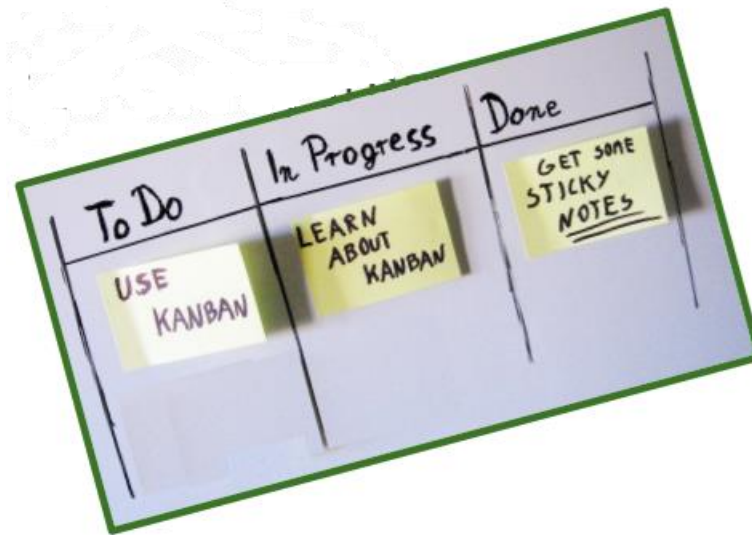 To Do
In Progress
Done
USE
KANBAN
LEARN
ABOUT
KANBAN
GET SOME
STICKY
NOTES